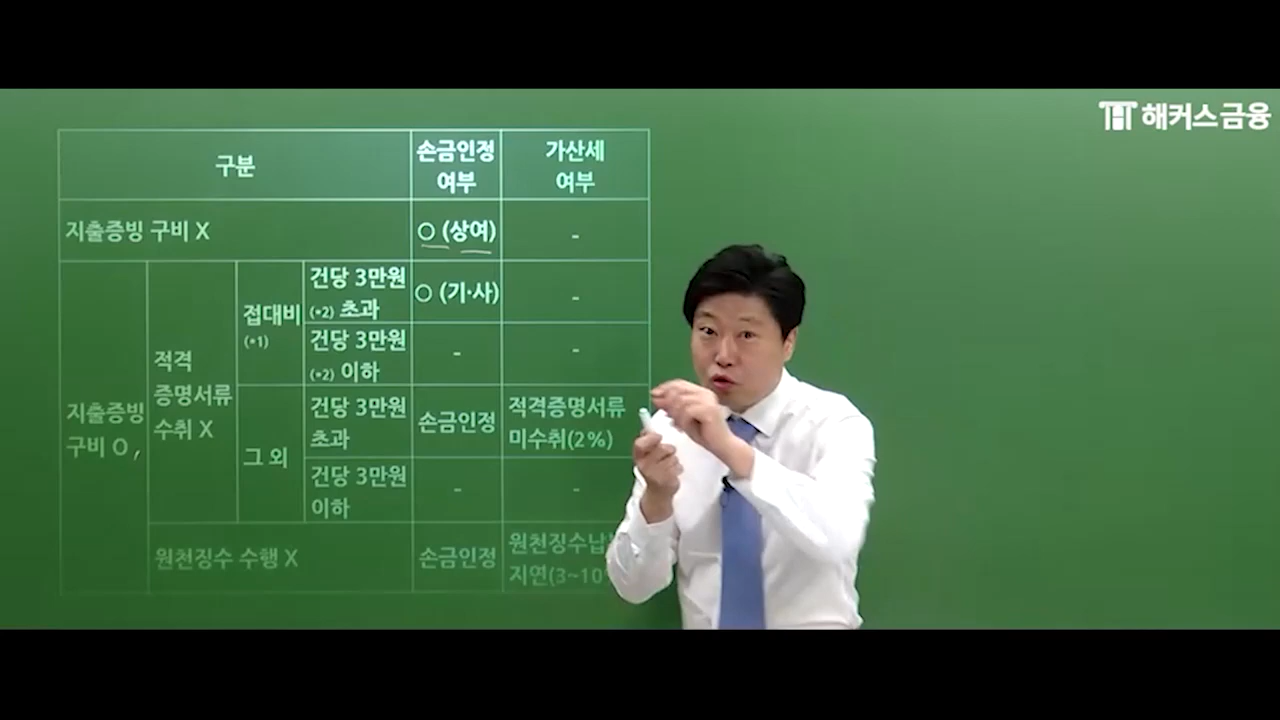 해커스금융
구분
손금인정
여부
가산세
여부
지출증빙 구비 X
○ (상여)
-
지출증빙
구비 O
적격
증명서류
수취 X
접대비
(*1)
건당 3만원
(*2) 초과
○ (기·사)
-
건당 3만원
(*2) 이하
-
-
그 외
건당 3만원
초과
손금인정
적격증명서류
미수취(2%)
건당 3만원
이하
-
-
원천징수 수행 X
손금인정
원천징수납
지연(3~10